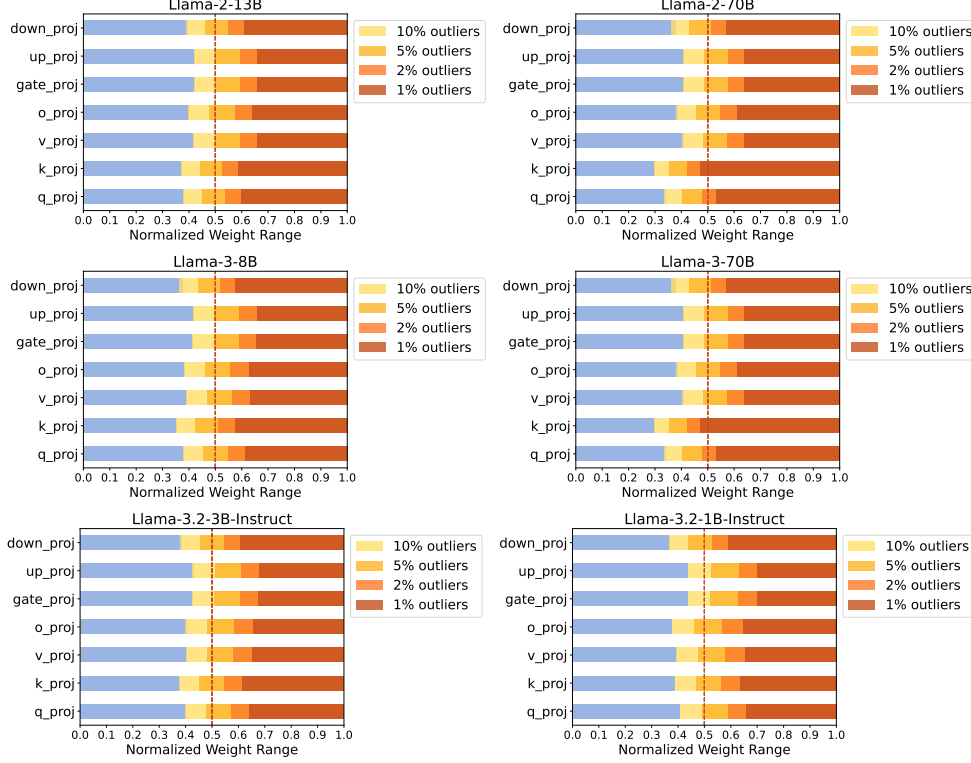 Llama-2-13B
down_proj
up_proj
gate_proj
o_proj
v_proj
k_proj
q_proj
0.0 0.1 0.2 0.3 0.4 0.5 0.6 0.7 0.8 0.9 1.0
Normalized Weight Range
10% outliers
5% outliers
2% outliers
1% outliers
Llama-2-70B
down_proj
up_proj
gate_proj
o_proj
v_proj
k_proj
q_proj
0.0 0.1 0.2 0.3 0.4 0.5 0.6 0.7 0.8 0.9 1.0
Normalized Weight Range
10% outliers
5% outliers
2% outliers
1% outliers
Llama-3-8B
down_proj
up_proj
gate_proj
o_proj
v_proj
k_proj
q_proj
0.0 0.1 0.2 0.3 0.4 0.5 0.6 0.7 0.8 0.9 1.0
Normalized Weight Range
10% outliers
5% outliers
2% outliers
1% outliers
Llama-3-70B
down_proj
up_proj
gate_proj
o_proj
v_proj
k_proj
q_proj
0.0 0.1 0.2 0.3 0.4 0.5 0.6 0.7 0.8 0.9 1.0
Normalized Weight Range
10% outliers
5% outliers
2% outliers
1% outliers
Llama-3.2-3B-Instruct
down_proj
up_proj
gate_proj
o_proj
v_proj
k_proj
q_proj
0.0 0.1 0.2 0.3 0.4 0.5 0.6 0.7 0.8 0.9 1.0
Normalized Weight Range
10% outliers
5% outliers
2% outliers
1% outliers
Llama-3.2-1B-Instruct
down_proj
up_proj
gate_proj
o_proj
v_proj
k_proj
q_proj
0.0 0.1 0.2 0.3 0.4 0.5 0.6 0.7 0.8 0.9 1.0
Normalized Weight Range
10% outliers
5% outliers
2% outliers
1% outliers